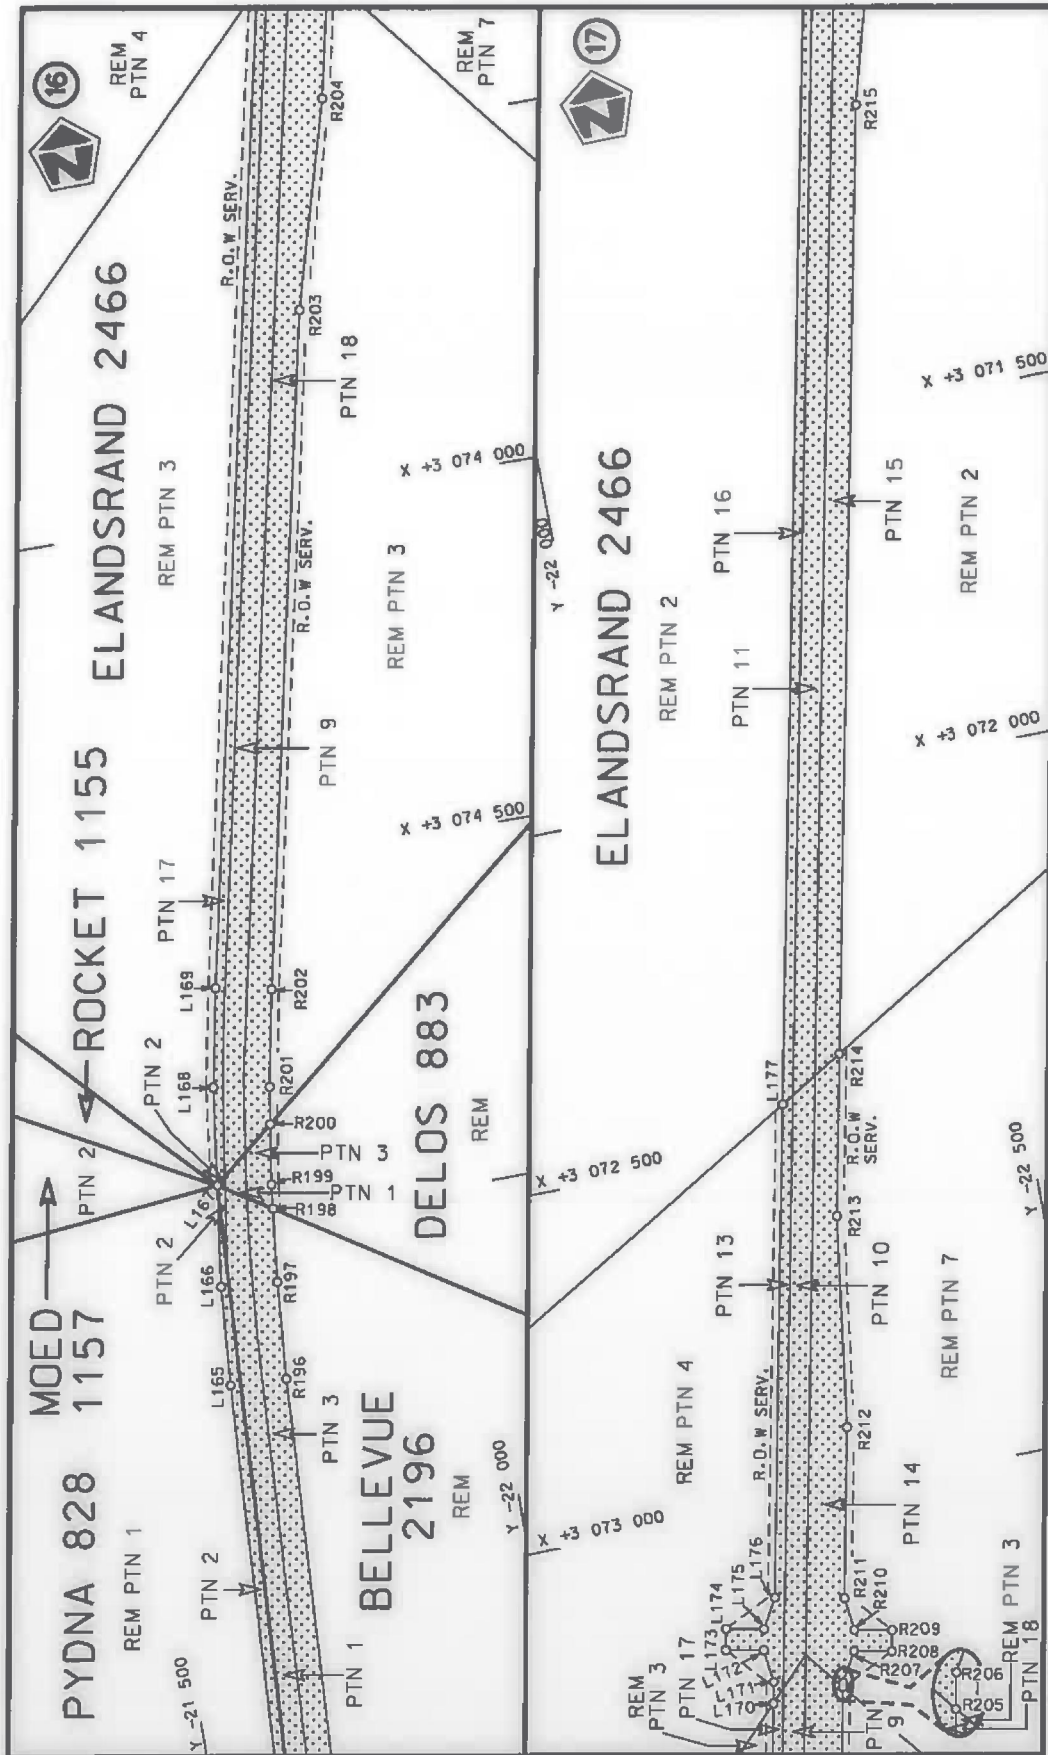 16
REM
PTN 4
REM
PTN 7
R204
R.O.W SERV.
ELANDSRAND 2466
REM PTN 3
R203
PTN 18
X +3 074 000
R.O.W SERV.
REM PTN 3
Y -22 000
PTN 9
ROCKET 1155
X +3 074 500
PTN 17
L169
R202
PTN 2
L168
R201
R200
DELOS 883
REM
PTN 3
R199
PTN 1
R198
MOED
1157
PTN 2
L167
PTN 2
L166
R197
L165
R196
PTN 3
PYDNA 828
REM PTN 1
PTN 2
BELLEVUE
2196
REM
Y -22 000
PTN 1
Y -21 500
17
R215
X +3 071 500
ELANDSRAND 2466
PTN 16
PTN 15
REM PTN 2
REM PTN 2
PTN 11
X +3 072 000
L177
R214
R.O.W
SERV.
X +3 072 500
Y -22 500
R213
PTN 13
PTN 10
REM PTN 7
REM PTN 4
R.O.W SERV.
R212
PTN 14
X +3 073 000
L176
L175
L174
L173
L172
L171
L170
R211
R210
R209
R208
R207
R206
R205
REM
PTN 3
PTN 17
PTN
9
REM PTN 3
PTN 18